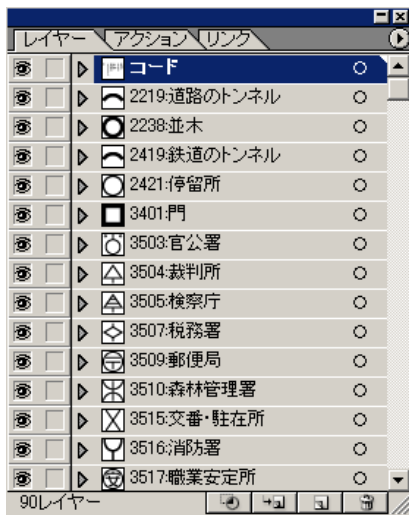 レイヤー アクション リンク
コード
2219:道路のトンネル
2238:並木
2419:鉄道のトンネル
2421:停留所
3401:門
3503:官公署
3504:裁判所
3505:検察庁
3507:税務署
3509:郵便局
3510:森林管理署
3515:交番・駐在所
3516:消防署
3517:職業安定所
90レイヤー